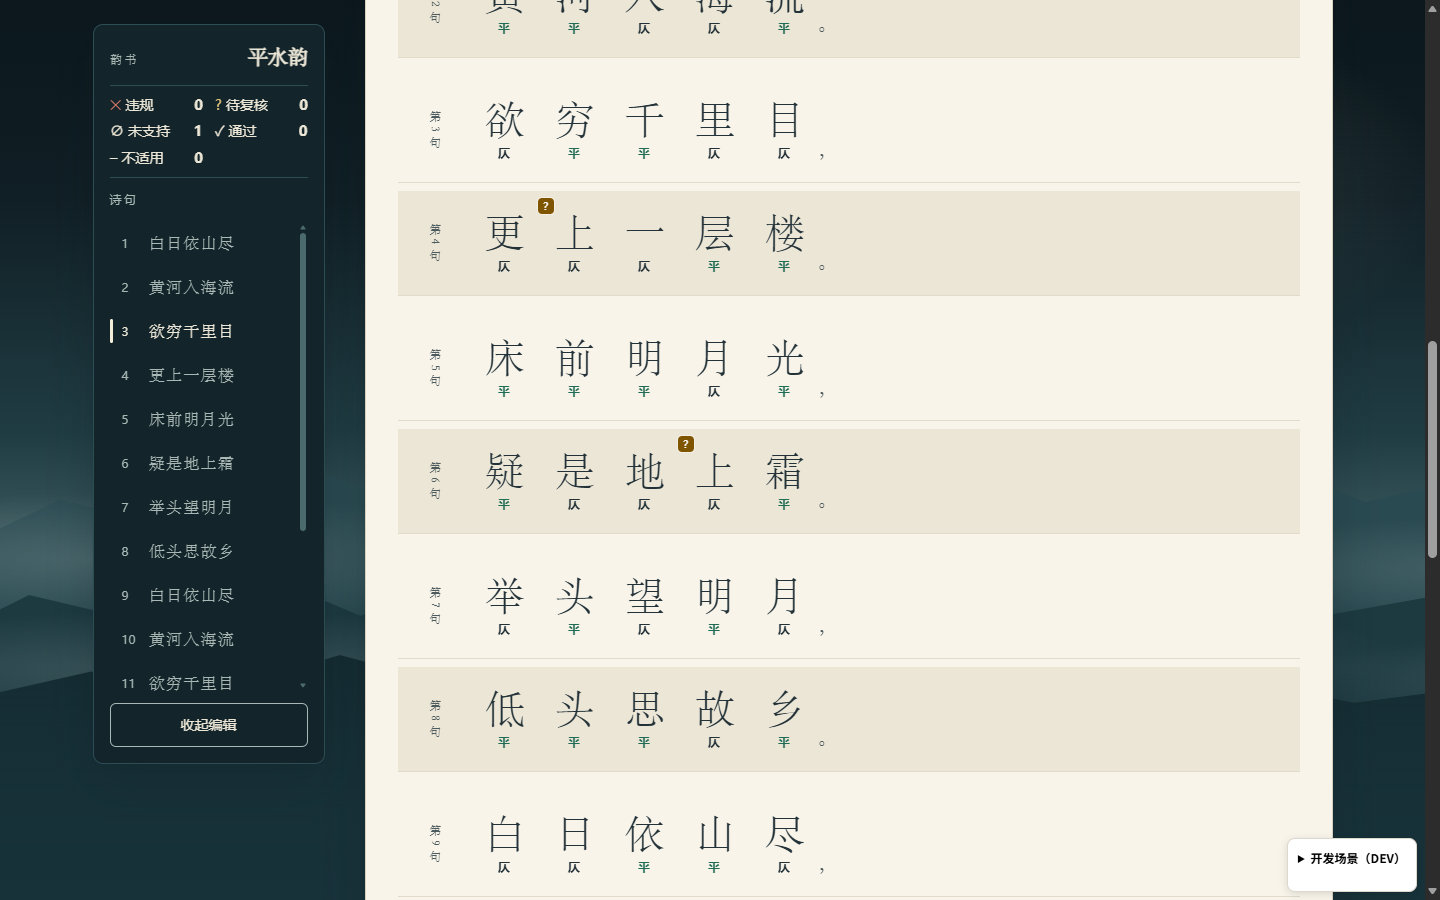 韵书 平水韵
✕ 违规 0 ? 待复核 0
⊘ 未支持 1 ✓ 通过 0
– 不适用 0
诗句
1 白日依山尽
2 黄河入海流
3 欲穷千里目
4 更上一层楼
5 床前明月光
6 疑是地上霜
7 举头望明月
8 低头思故乡
9 白日依山尽
10 黄河入海流
11 欲穷千里目
收起编辑
2句 黄河入海流
平 平 仄 仄 平 。
第3句 欲穷千里目
仄 平 平 仄 仄 ，
?
第4句 更上一层楼
仄 仄 仄 平 平 。
第5句 床前明月光
平 平 平 仄 平 ，
?
第6句 疑是地上霜
平 仄 仄 仄 平 。
第7句 举头望明月
仄 平 仄 平 仄 ，
第8句 低头思故乡
平 平 平 仄 平 。
第9句 白日依山尽
仄 仄 平 平 仄 ，
▶ 开发场景（DEV）